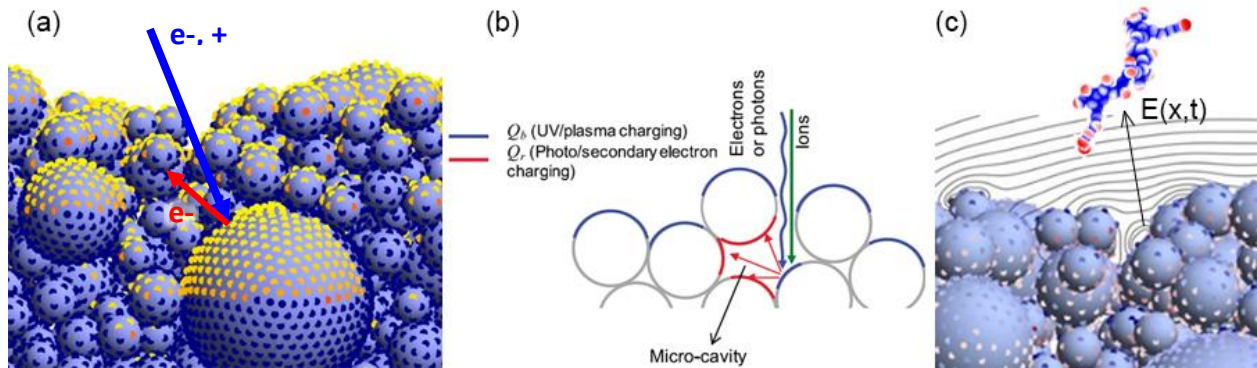 (a)
e-, +
e-
(b)
Q_b (UV/plasma charging)
Q_r (Photo/secondary electron
charging)
Electrons
or photons
Ions
Micro-cavity
(c)
E(x,t)